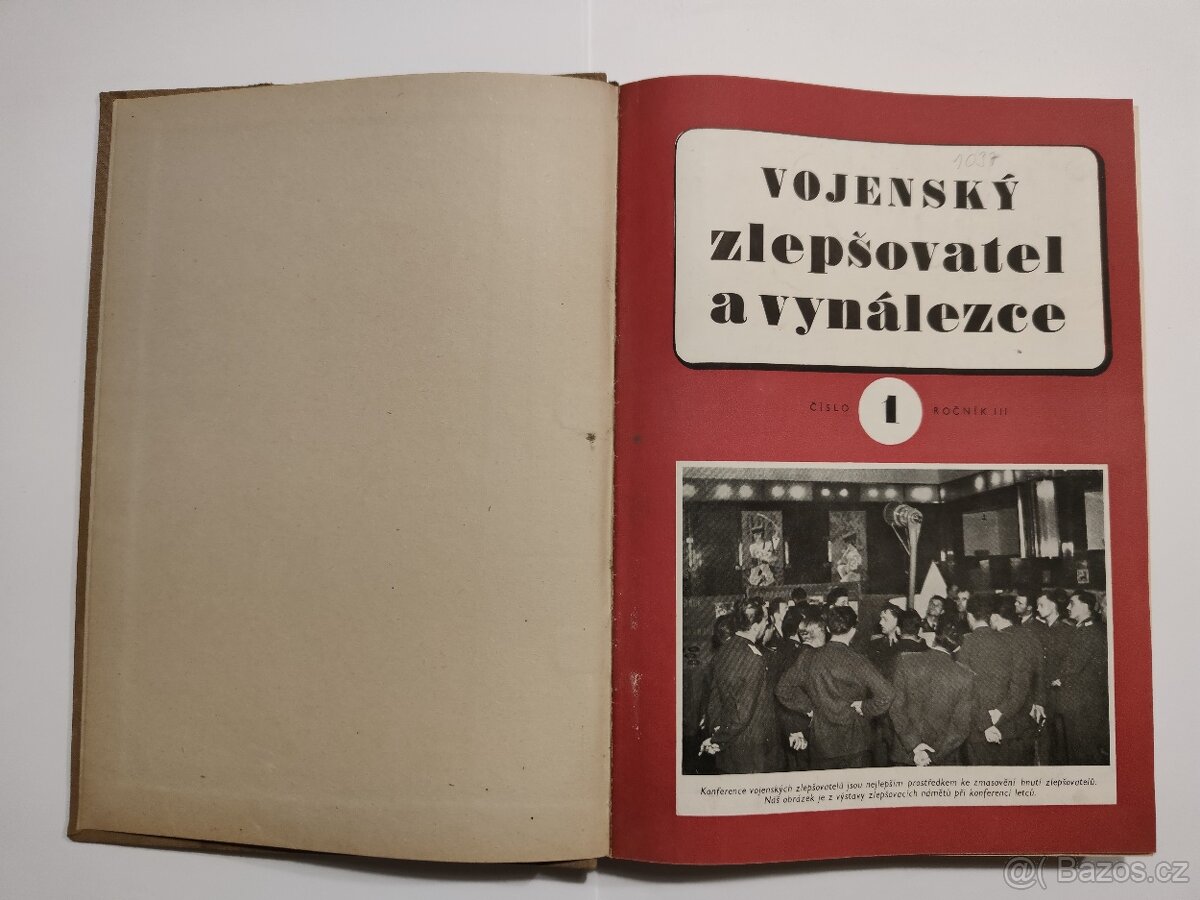 1037
VOJENSKÝ
zlepšovatel
a vynálezce
ČÍSLO 1 ROČNÍK III
Konference vojenských zlepšovatelů jsou nejlepším prostředkem ke zmasovění hnutí zlepšovatelů.
Náš obrázek je z výstavy zlepšovacích námětů při konferenci letců.
@( Bazos.cz